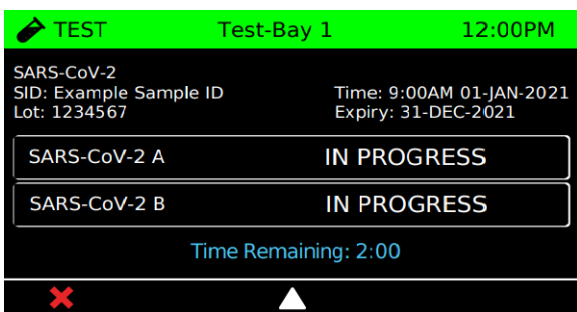 TEST Test-Bay 1 12:00PM
SARS-CoV-2
SID: Example Sample ID Time: 9:00AM 01-JAN-2021
Lot: 1234567 Expiry: 31-DEC-2021
SARS-CoV-2 A IN PROGRESS
SARS-CoV-2 B IN PROGRESS
Time Remaining: 2:00